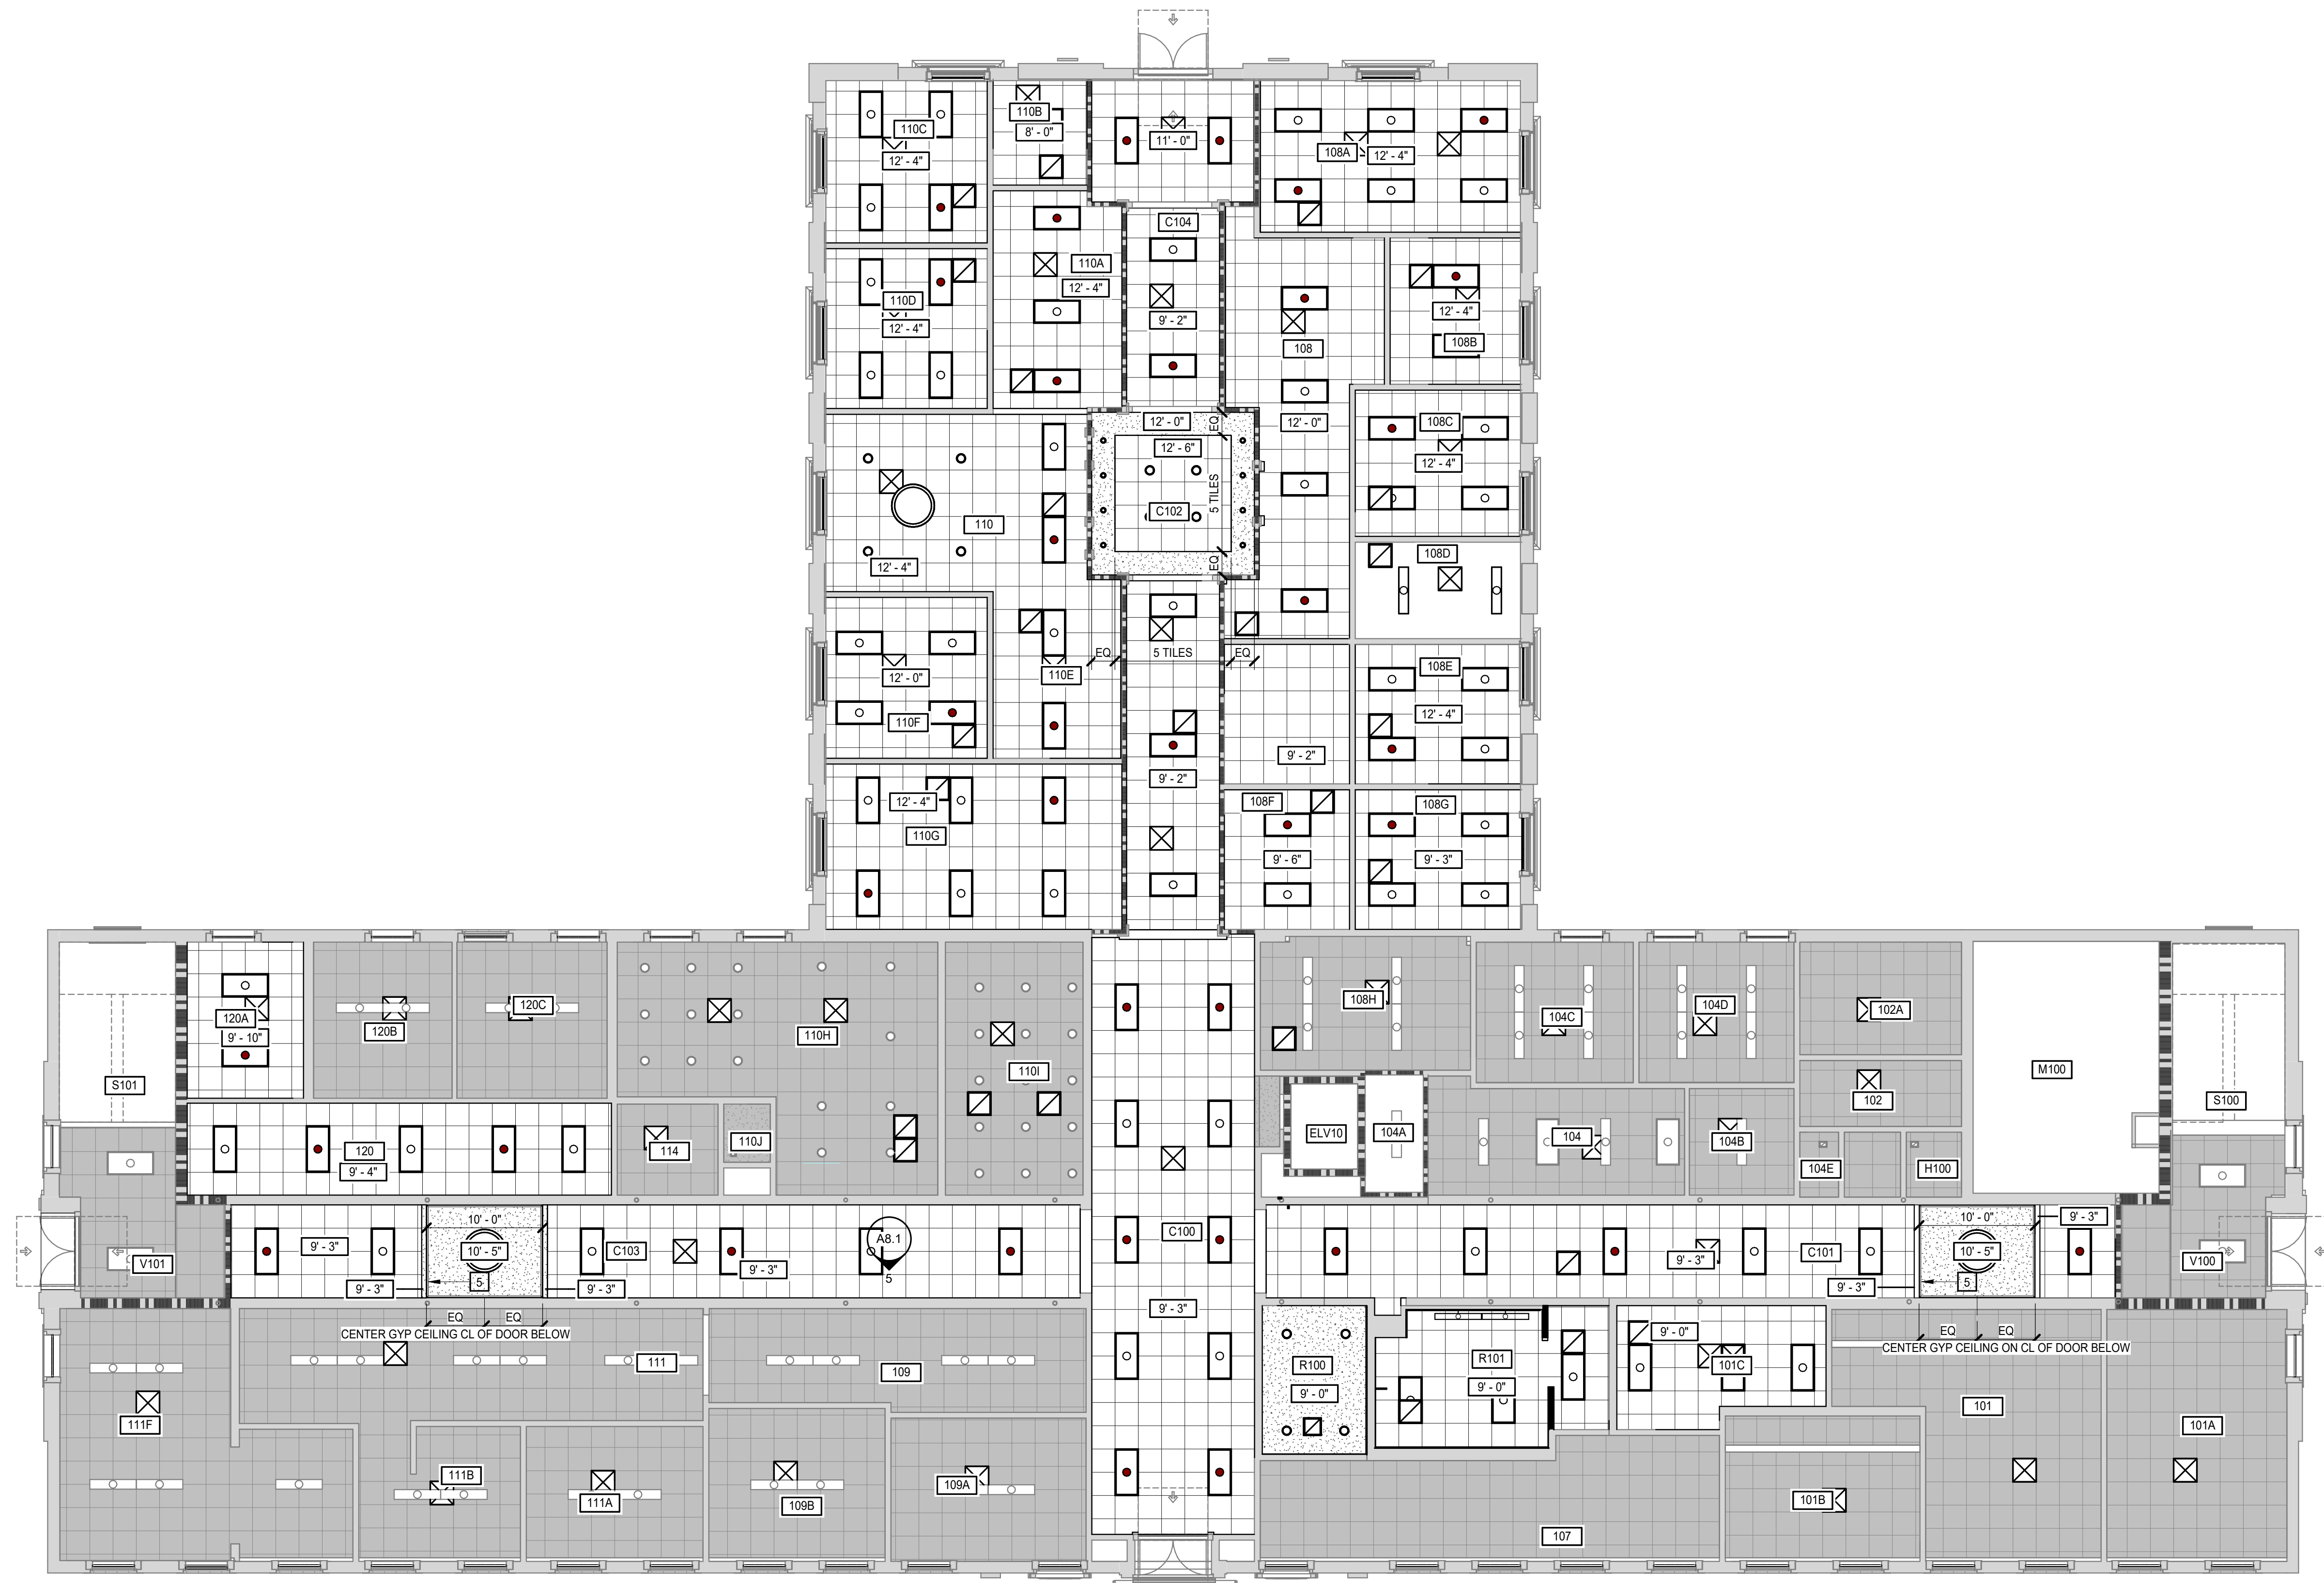 110C
12' - 4"
110B
8' - 0"
11' - 0"
108A
12' - 4"
C104
110A
12' - 4"
9' - 2"
110D
12' - 4"
108
12' - 4"
108B
12' - 0"
EQ
12' - 6"
12' - 0"
108C
12' - 4"
5 TILES
C102
110
12' - 4"
EQ
108D
EQ
5 TILES
EQ
110E
12' - 0"
110F
108E
12' - 4"
9' - 2"
9' - 2"
12' - 4"
110G
108F
9' - 6"
108G
9' - 3"
120A
9' - 10"
120B
120C
110H
110I
108H
104C
104D
102A
S101
M100
102
S100
120
9' - 4"
114
110J
ELV10
104A
104
104B
104E
H100
V101
9' - 3"
10' - 0"
10' - 5"
5
9' - 3"
9' - 3"
C103
9' - 3"
A8.1
5
C100
9' - 3"
9' - 3"
C101
10' - 0"
10' - 5"
5
9' - 3"
9' - 3"
V100
EQ
EQ
CENTER GYP CEILING CL OF DOOR BELOW
EQ
EQ
CENTER GYP CEILING ON CL OF DOOR BELOW
111
109
R100
9' - 0"
R101
9' - 0"
9' - 0"
101C
101
101A
111F
111B
111A
109B
109A
107
101B